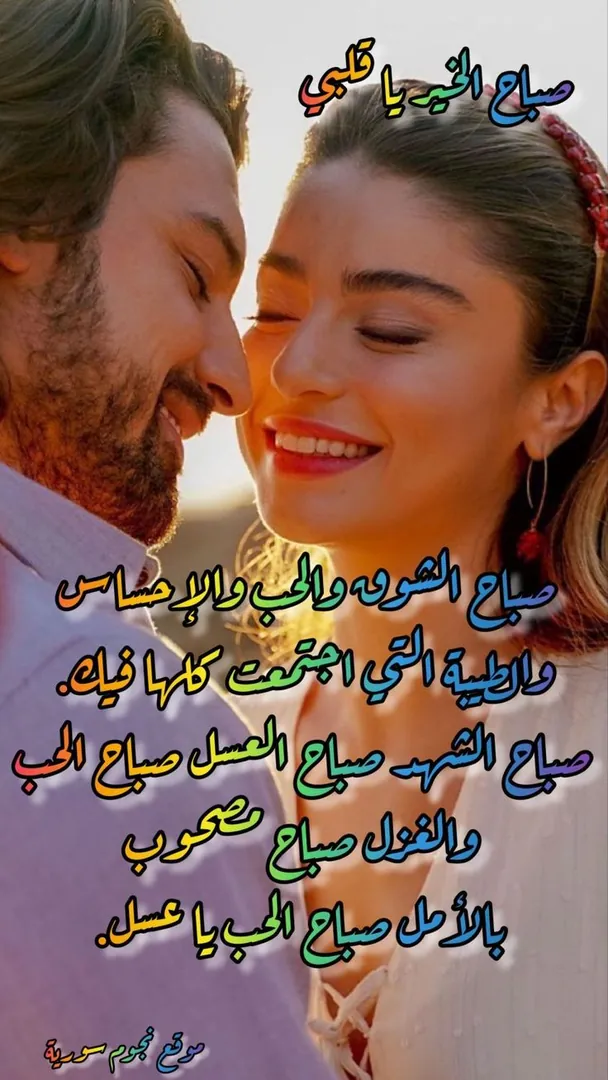 صباح الخير يا قلبي
صباح الشوق والحب والإحساس
والطيبة التي اجتمعت كلها فيك.
صباح الشهد صباح العسل صباح الحب
والغزل صباح مصحوب
بالأمل صباح الحب يا عسل.
موقع نجوم سورية